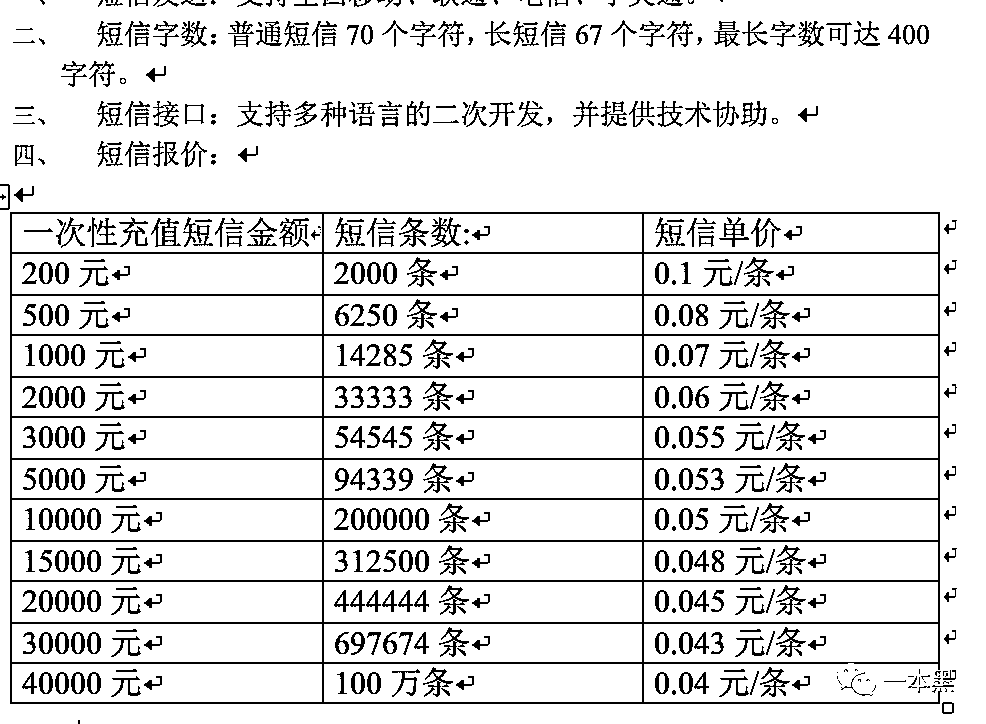 二、 短信字数：普通短信 70 个字符，长短信 67 个字符，最长字数可达 400
字符。
三、 短信接口：支持多种语言的二次开发，并提供技术协助。
四、 短信报价：
一次性充值短信金额 短信条数: 短信单价
200 元 2000 条 0.1 元/条
500 元 6250 条 0.08 元/条
1000 元 14285 条 0.07 元/条
2000 元 33333 条 0.06 元/条
3000 元 54545 条 0.055 元/条
5000 元 94339 条 0.053 元/条
10000 元 200000 条 0.05 元/条
15000 元 312500 条 0.048 元/条
20000 元 444444 条 0.045 元/条
30000 元 697674 条 0.043 元/条
40000 元 100 万条 0.04 元/条
一本黑